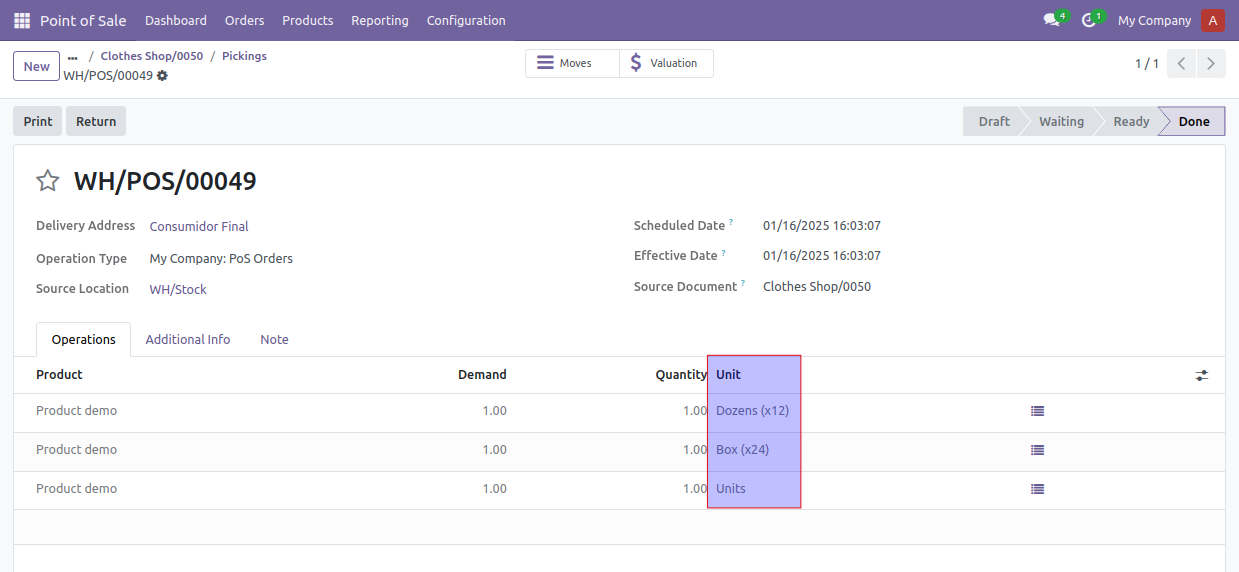 Point of Sale Dashboard Orders Products Reporting Configuration 4 1 My Company A
New ... / Clothes Shop/0050 / Pickings
WH/POS/00049
Moves $ Valuation
1 / 1
Print Return
Draft Waiting Ready Done
WH/POS/00049
Delivery Address Consumidor Final
Operation Type My Company: PoS Orders
Source Location WH/Stock
Scheduled Date ? 01/16/2025 16:03:07
Effective Date ? 01/16/2025 16:03:07
Source Document ? Clothes Shop/0050
Operations Additional Info Note
Product Demand Quantity Unit
Product demo 1.00 1.00 Dozens (x12)
Product demo 1.00 1.00 Box (x24)
Product demo 1.00 1.00 Units